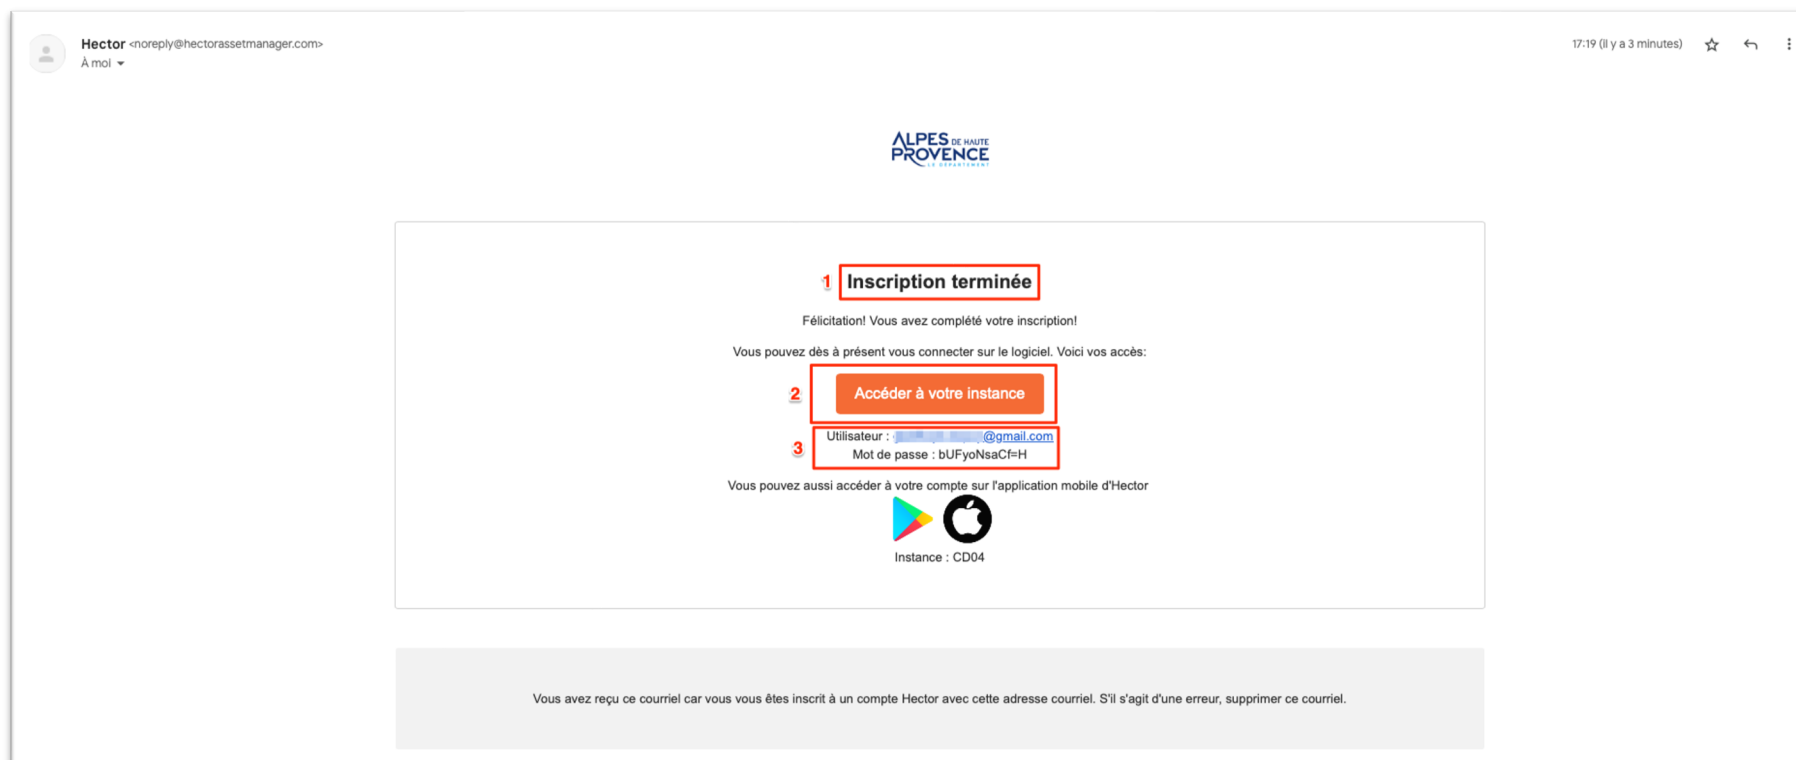 Hector <noreply@hectorassetmanager.com>
17:19 (il y a 3 minutes)
À moi
ALPES DE HAUTE
PROVENCE
LE DÉPARTEMENT
1 Inscription terminée
Félicitation! Vous avez complété votre inscription!
Vous pouvez dès à présent vous connecter sur le logiciel. Voici vos accès:
2 Accéder à votre instance
Utilisateur : @gmail.com
3
Mot de passe : bUFyoNsaCf=H
Vous pouvez aussi accéder à votre compte sur l'application mobile d'Hector
Instance : CD04
Vous avez reçu ce courriel car vous vous êtes inscrit à un compte Hector avec cette adresse courriel. S'il s'agit d'une erreur, supprimer ce courriel.